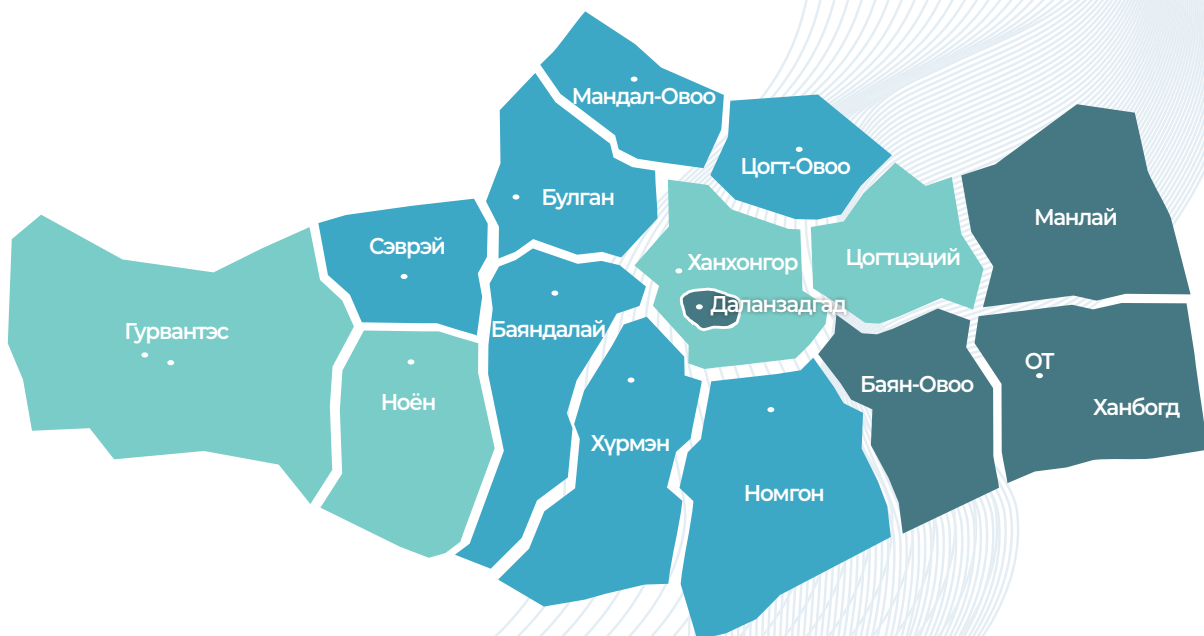 Мандал-Овоо
Цогт-Овоо
Булган
Манлай
Сэврэй
Ханхонгор
Цогтцэций
Даланзадгад
Гурвантэс
Баяндалай
ОТ
Баян-Овоо
Ноён
Ханбогд
Хүрмэн
Номгон